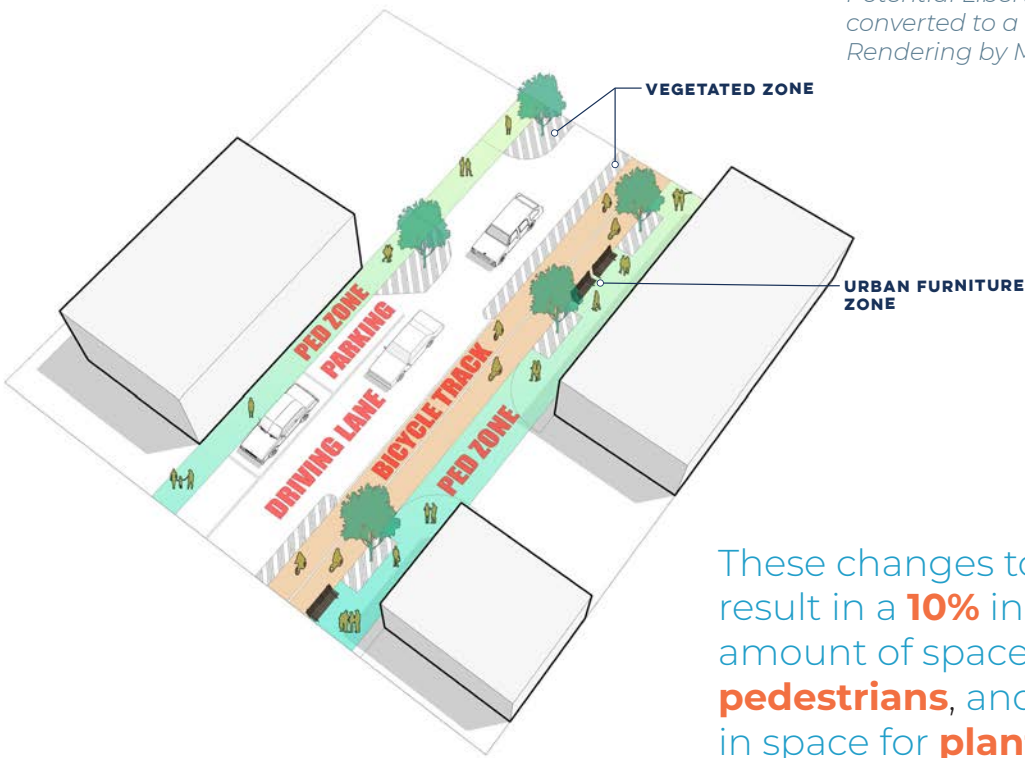 converted to a
Rendering by M
VEGETATED ZONE
URBAN FURNITURE
ZONE
PED ZONE
PARKING
DRIVING LANE
BICYCLE TRACK
PED ZONE
These changes to
result in a 10% in
amount of space
pedestrians, and
in space for plant